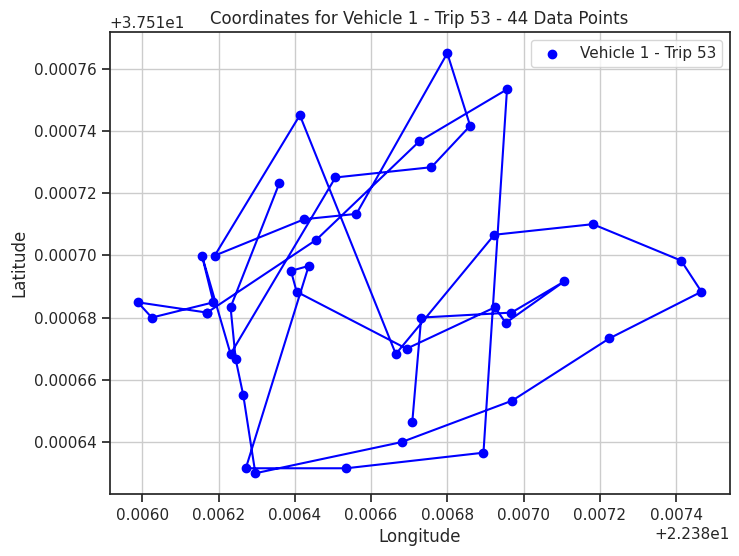 Coordinates for Vehicle 1 - Trip 53 - 44 Data Points
+3.751e1
Vehicle 1 - Trip 53
0.00076
0.00074
0.00072
0.00070
0.00068
0.00066
0.00064
Latitude
0.0060 0.0062 0.0064 0.0066 0.0068 0.0070 0.0072 0.0074
Longitude
+2.238e1